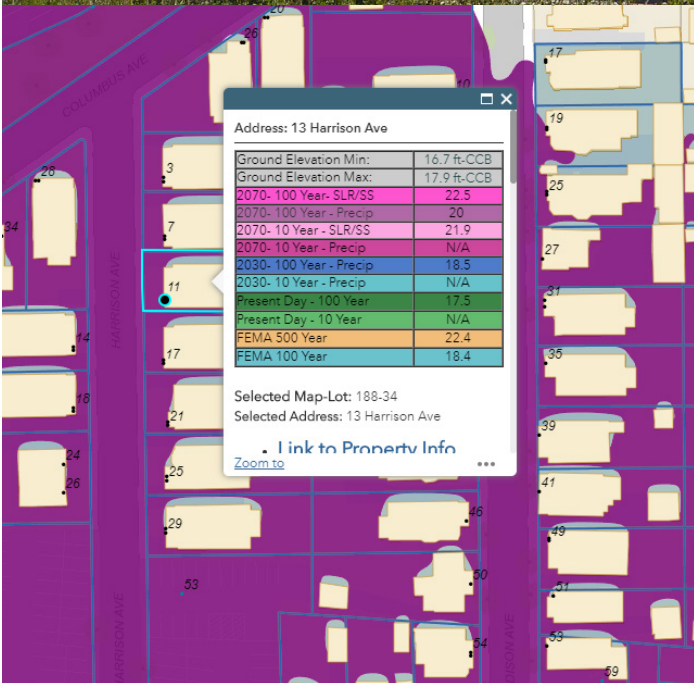 20
26
COLUMBUS AVE
10
17
19
3
28
25
34
7
27
HARRISON AVE
11
31
14
17
35
18
21
39
24
25
41
26
29
46
49
53
50
51
54
53
59
HARRISON AVE
Address: 13 Harrison Ave
Ground Elevation Min: 16.7 ft-CCB
Ground Elevation Max: 17.9 ft-CCB
2070- 100 Year- SLR/SS 22.5
2070- 100 Year - Precip 20
2070- 10 Year - SLR/SS 21.9
2070- 10 Year - Precip N/A
2030- 100 Year - Precip 18.5
2030- 10 Year - Precip N/A
Present Day - 100 Year 17.5
Present Day - 10 Year N/A
FEMA 500 Year 22.4
FEMA 100 Year 18.4
Selected Map-Lot: 188-34
Selected Address: 13 Harrison Ave
• Link to Property Info
Zoom to